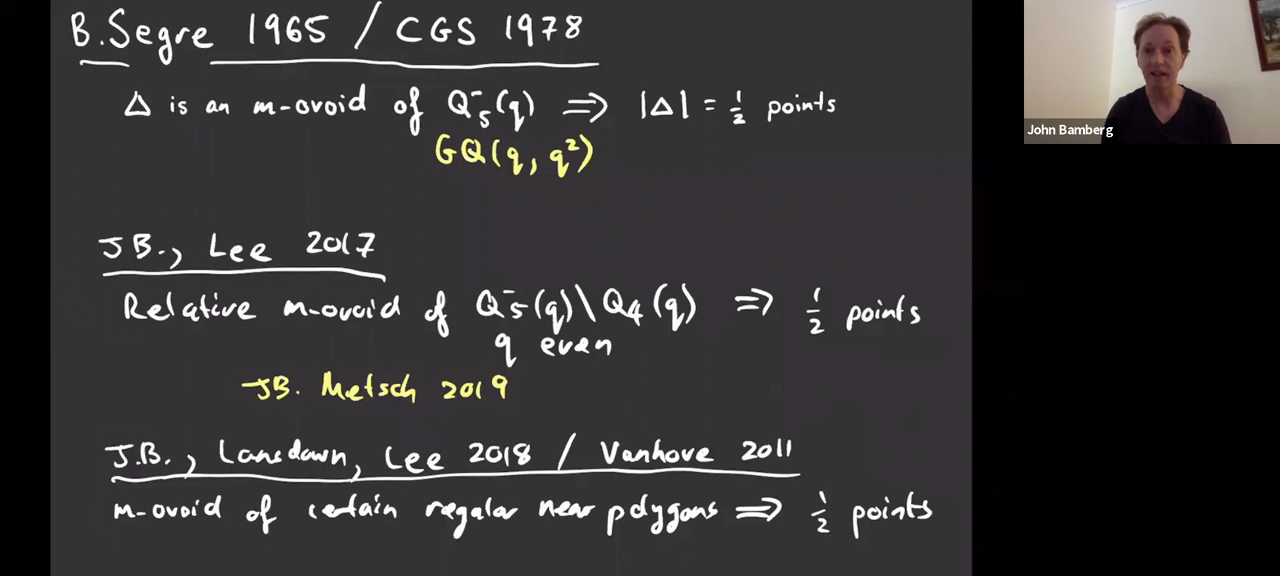 B. Segre 1965 / CGS 1978
Δ is an m-ovoid of Q⁻₅(q) ⇒ |Δ| = ½ points
GQ(q, q²)
J.B., Lee 2017
Relative m-ovoid of Q⁻₅(q) \ Q₄(q) ⇒ ½ points
q even
J.B. Metsch 2019
J.B., Lansdown, Lee 2018 / Vanhove 2011
m-ovoid of certain regular near polygons ⇒ ½ points
John Bamberg